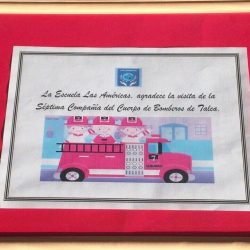 La Escuela Las Américas, agradece la visita de la
Séptima Compañía del Cuerpo de Bomberos de Talca.